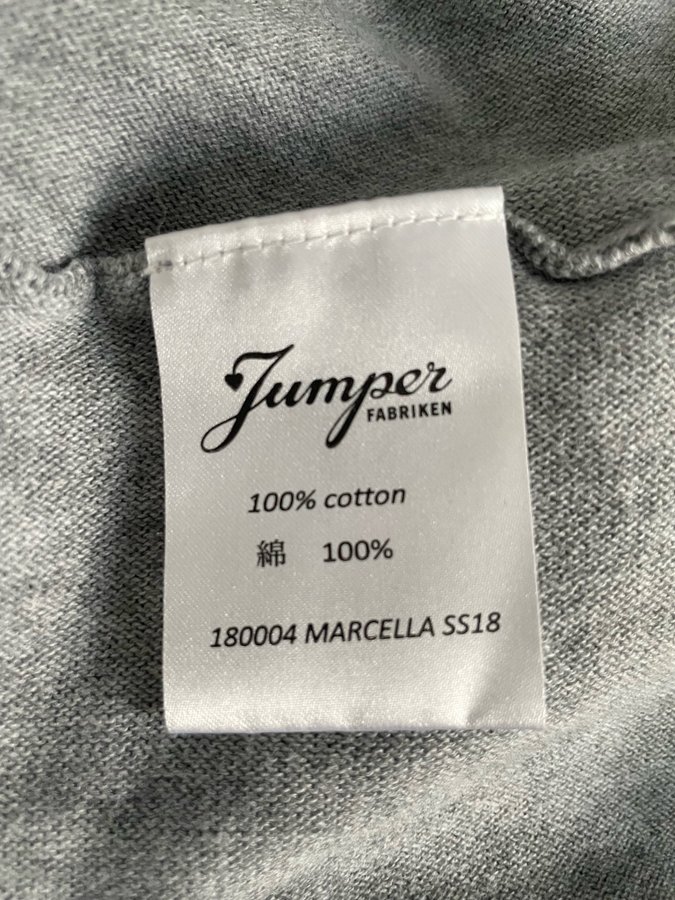 Jumper
FABRIKEN
100% cotton
綿 100%
180004 MARCELLA SS18